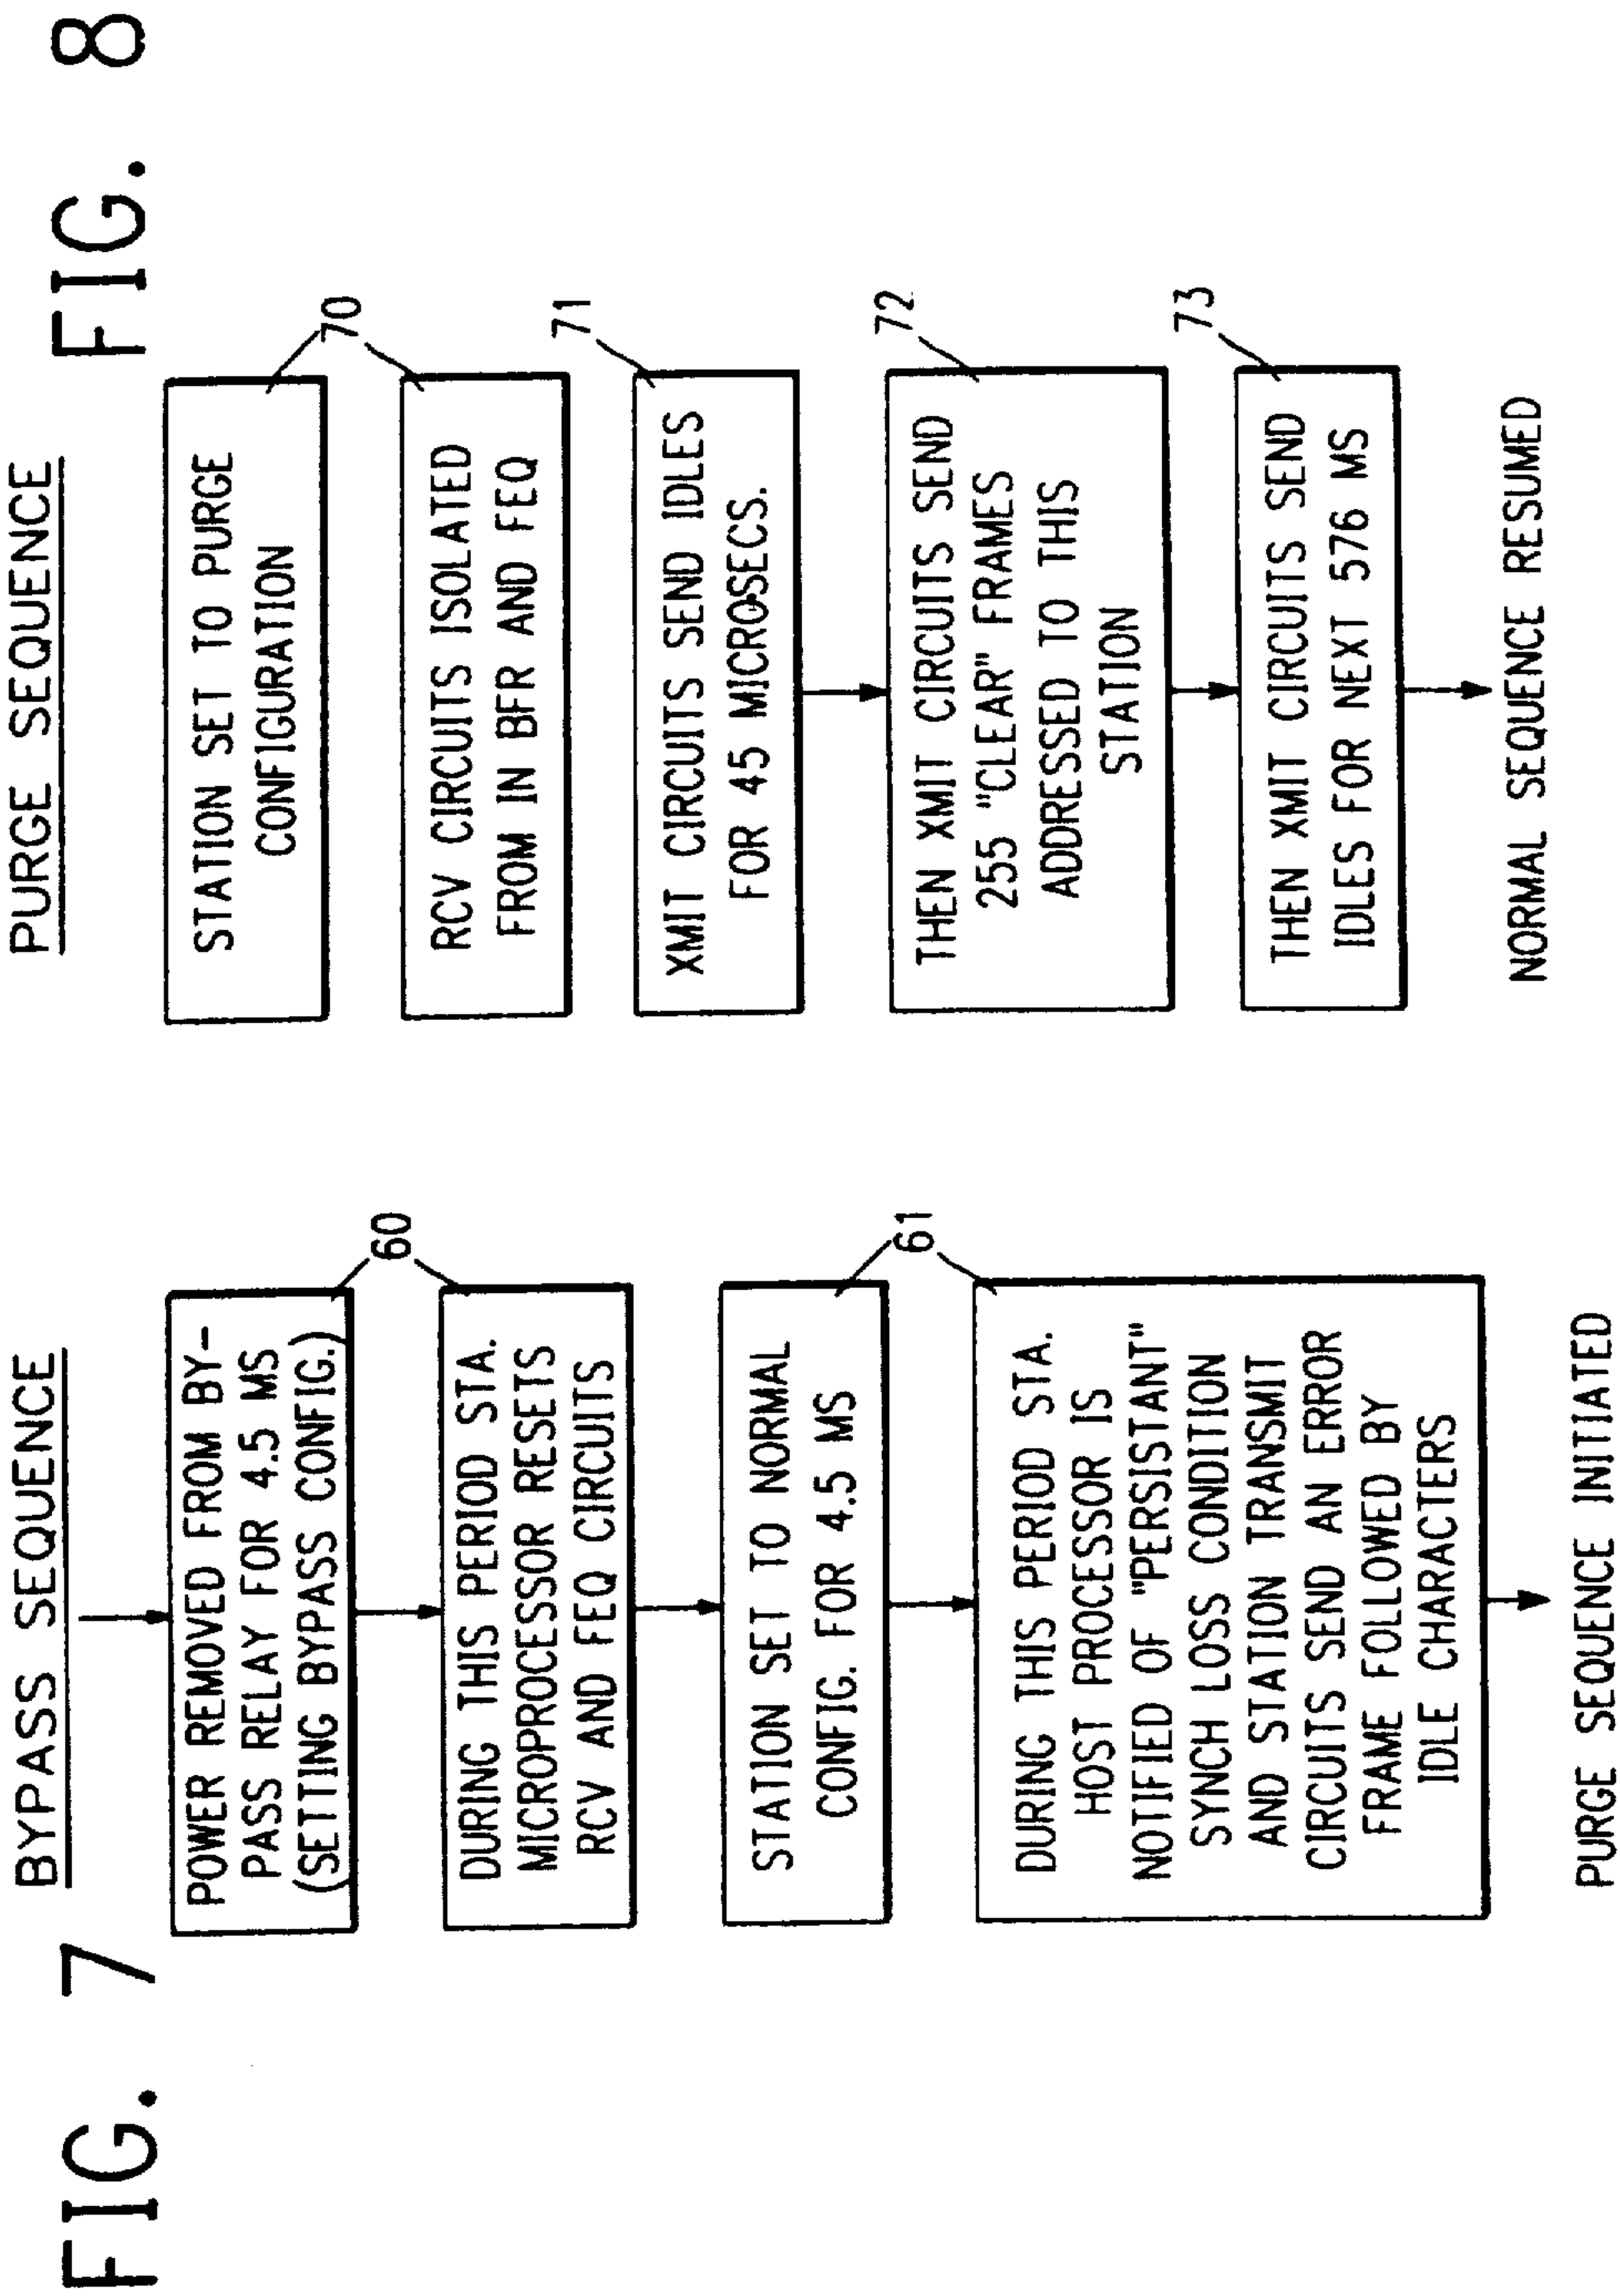 FIG. 7
BYPASS SEQUENCE
POWER REMOVED FROM BY-
PASS RELAY FOR 4.5 MS
(SETTING BYPASS CONFIG.)
60
DURING THIS PERIOD STA.
MICROPROCESSOR RESETS
RCV AND FEQ CIRCUITS
STATION SET TO NORMAL
CONFIG. FOR 4.5 MS
61
DURING THIS PERIOD STA.
HOST PROCESSOR IS
NOTIFIED OF "PERSISTANT"
SYNCH LOSS CONDITION
AND STATION TRANSMIT
CIRCUITS SEND AN ERROR
FRAME FOLLOWED BY
IDLE CHARACTERS
PURGE SEQUENCE INITIATED
FIG. 8
PURGE SEQUENCE
STATION SET TO PURGE
CONFIGURATION
70
RCV CIRCUITS ISOLATED
FROM IN BFR AND FEQ
71
XMIT CIRCUITS SEND IDLES
FOR 45 MICROSECS.
72
THEN XMIT CIRCUITS SEND
255 "CLEAR" FRAMES
ADDRESSED TO THIS
STATION
73
THEN XMIT CIRCUITS SEND
IDLES FOR NEXT 576 MS
NORMAL SEQUENCE RESUMED